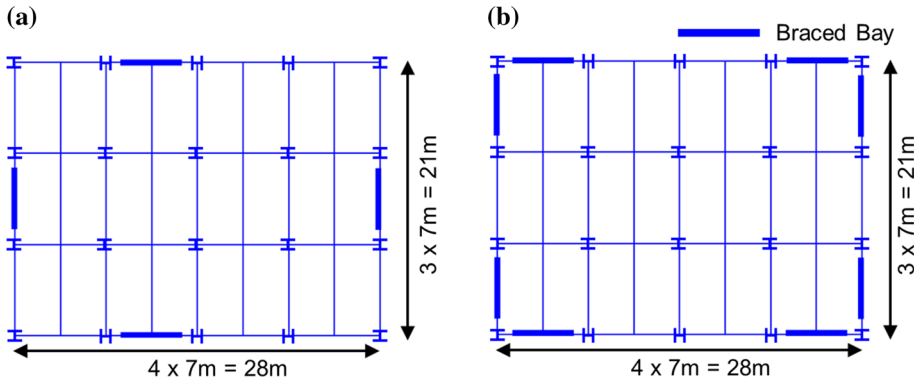 (a)
(b)
Braced Bay
3 x 7m = 21m
4 x 7m = 28m
3 x 7m = 21m
4 x 7m = 28m